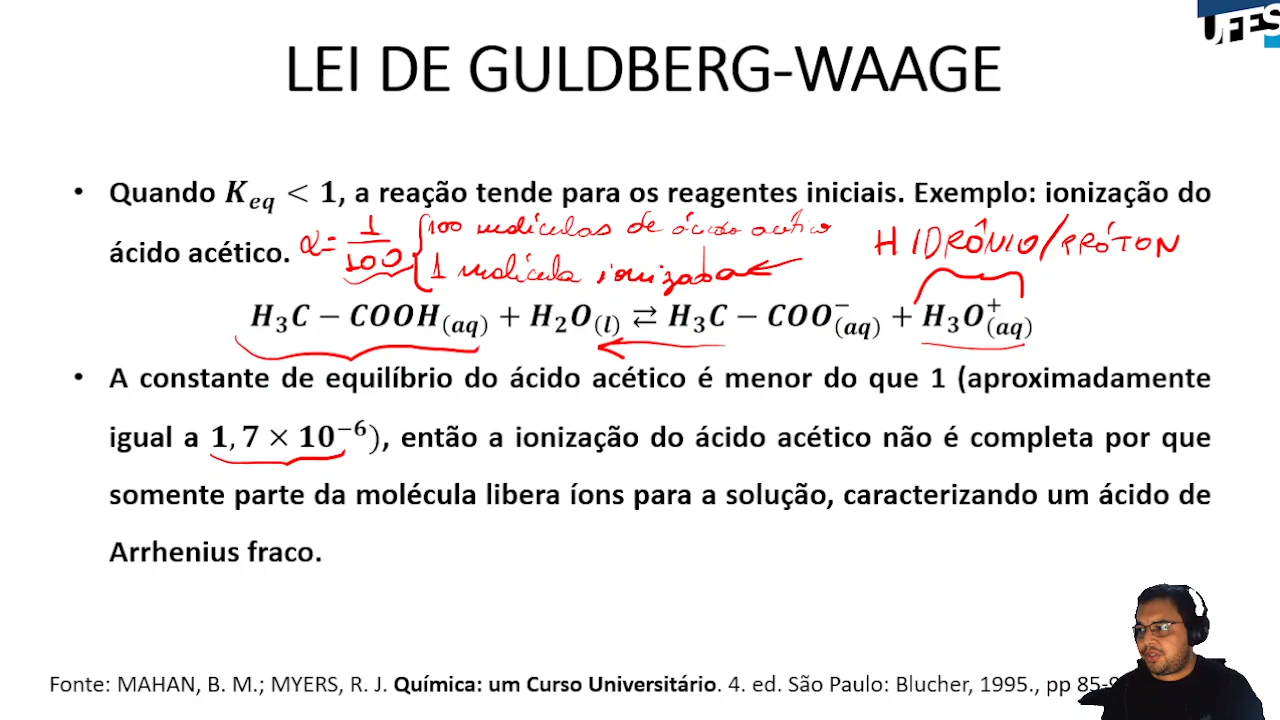 UFES
LEI DE GULDBERG-WAAGE
• Quando K_eq < 1, a reação tende para os reagentes iniciais. Exemplo: ionização do
ácido acético. α = 1/100 { 100 moléculas de ácido acético
1 molécula ionizada
HIDRÔNIO/PRÓTON
H₃C − COOH(aq) + H₂O(l) ⇄ H₃C − COO⁻(aq) + H₃O⁺(aq)
• A constante de equilíbrio do ácido acético é menor do que 1 (aproximadamente
igual a 1,7 × 10⁻⁶), então a ionização do ácido acético não é completa por que
somente parte da molécula libera íons para a solução, caracterizando um ácido de
Arrhenius fraco.
Fonte: MAHAN, B. M.; MYERS, R. J. Química: um Curso Universitário. 4. ed. São Paulo: Blucher, 1995., pp 85-